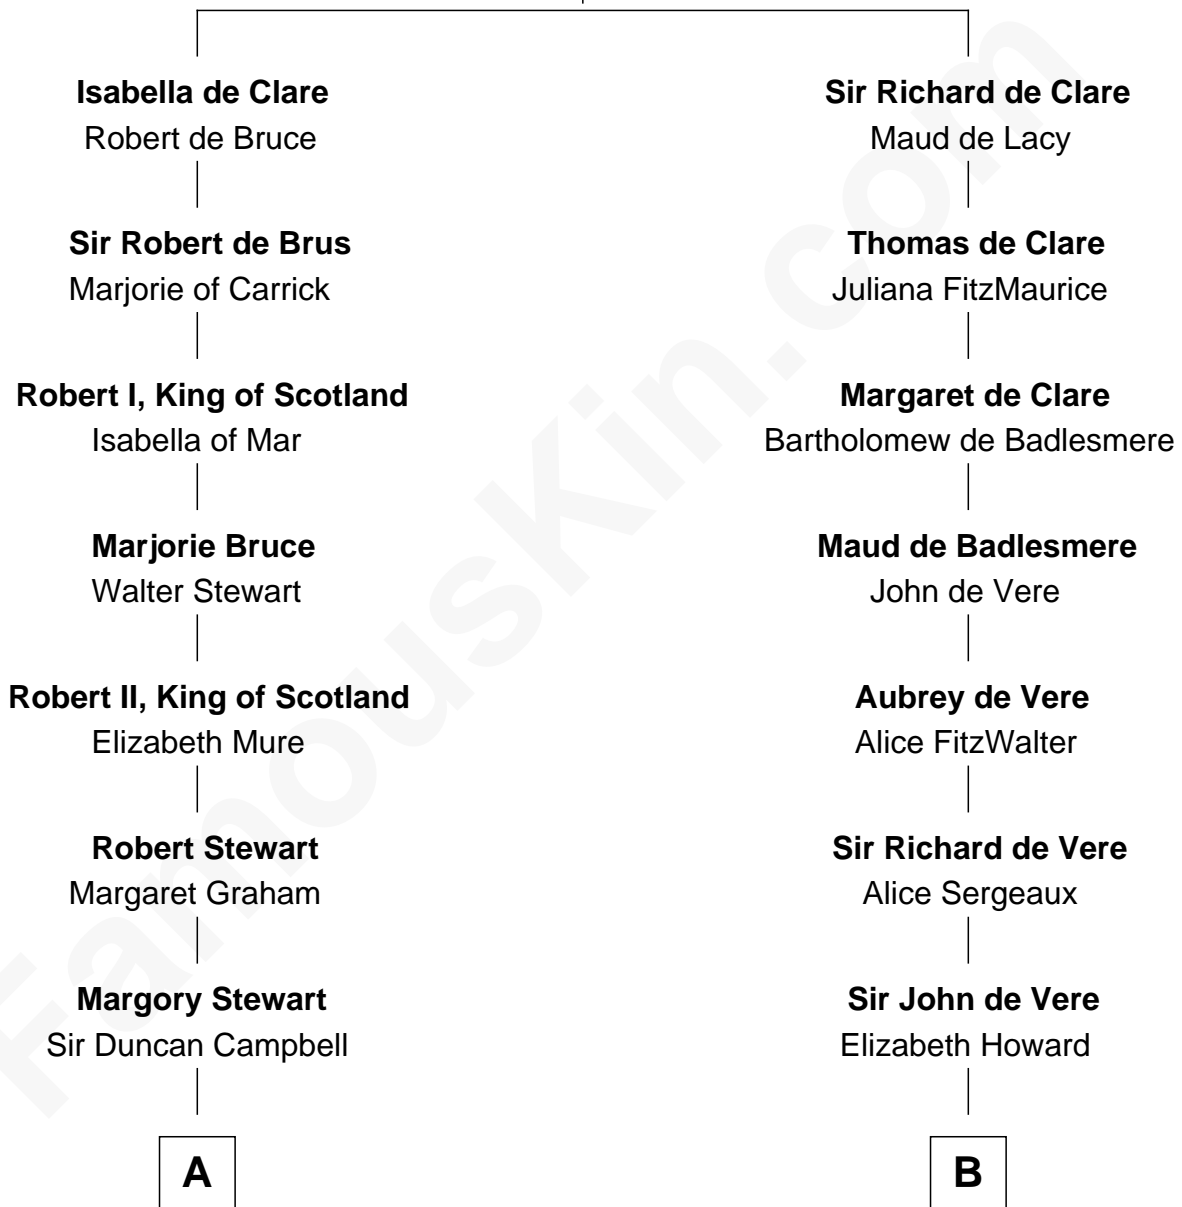 Isabella de Clare
Robert de Bruce
Sir Robert de Brus
Marjorie of Carrick
Robert I, King of Scotland
Isabella of Mar
Marjorie Bruce
Walter Stewart
Robert II, King of Scotland
Elizabeth Mure
Robert Stewart
Margaret Graham
Margory Stewart
Sir Duncan Campbell
A
Sir Richard de Clare
Maud de Lacy
Thomas de Clare
Juliana FitzMaurice
Margaret de Clare
Bartholomew de Badlesmere
Maud de Badlesmere
John de Vere
Aubrey de Vere
Alice FitzWalter
Sir Richard de Vere
Alice Sergeaux
Sir John de Vere
Elizabeth Howard
B
FamousKin.com